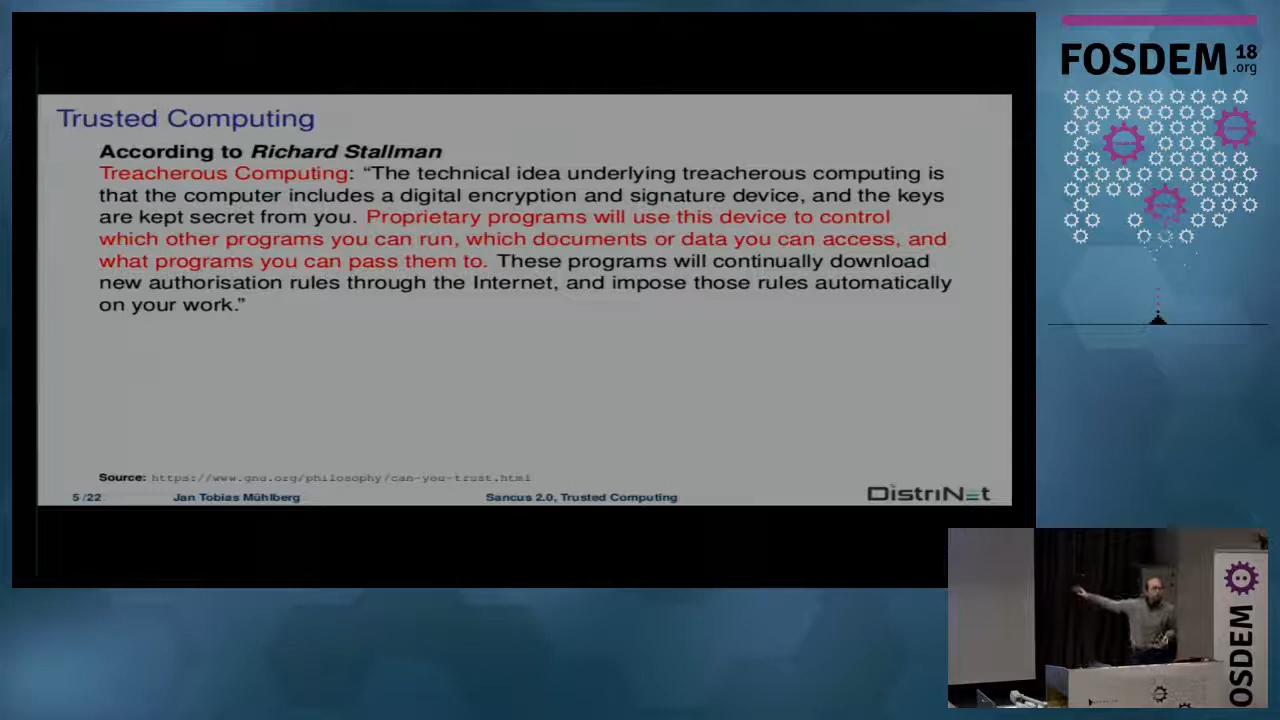 FOSDEM 18
.org
Trusted Computing
According to Richard Stallman
Treacherous Computing: “The technical idea underlying treacherous computing is
that the computer includes a digital encryption and signature device, and the keys
are kept secret from you. Proprietary programs will use this device to control
which other programs you can run, which documents or data you can access, and
what programs you can pass them to. These programs will continually download
new authorisation rules through the Internet, and impose those rules automatically
on your work.”
Source: https://www.gnu.org/philosophy/can-you-trust.html
5 /22 Jan Tobias Mühlberg Sancus 2.0, Trusted Computing DistriNet
OSDEM